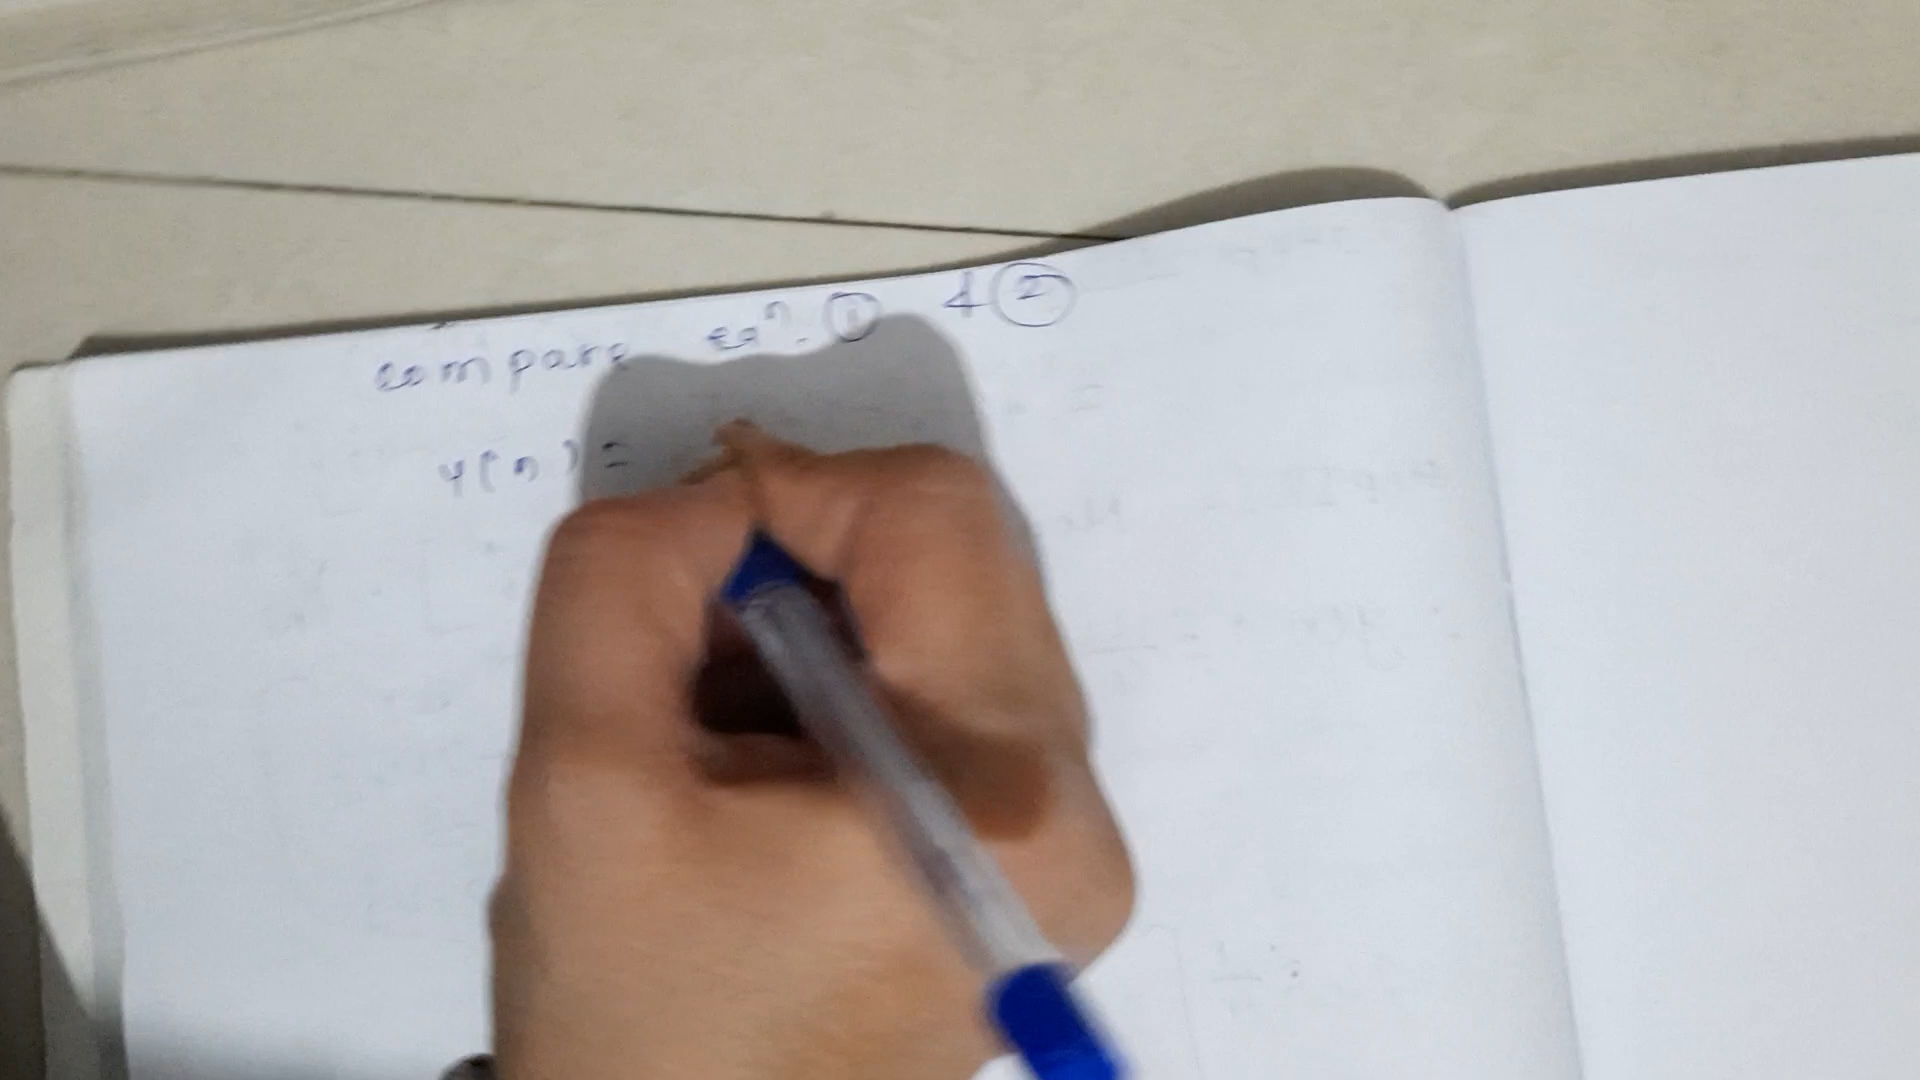 compare eqⁿ. ① & ②
y(n) =